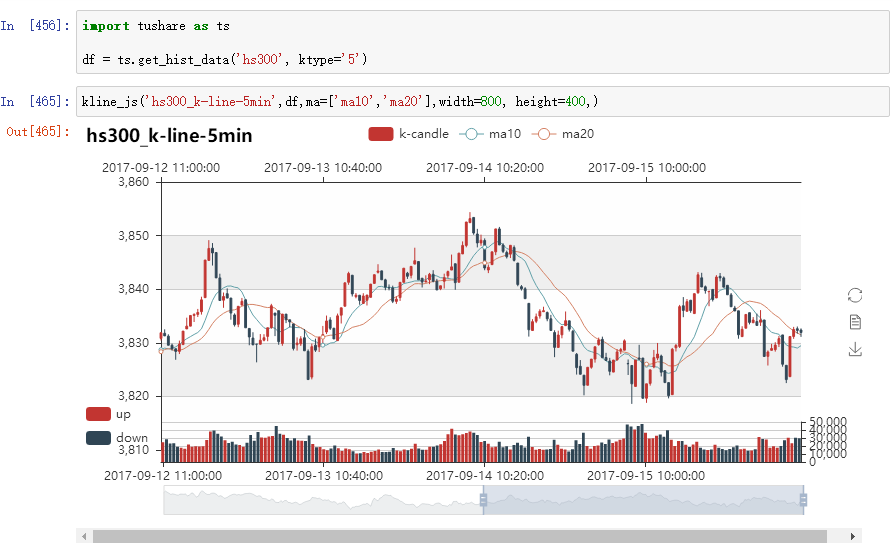 In [456]: import tushare as ts
df = ts.get_hist_data('hs300', ktype='5')
In [465]: kline_js('hs300_k-line-5min',df,ma=['ma10','ma20'],width=800, height=400,)
Out[465]: hs300_k-line-5min k-candle ma10 ma20
2017-09-12 11:00:00 2017-09-13 10:40:00 2017-09-14 10:20:00 2017-09-15 10:00:00
3,860
3,850
3,840
3,830
3,820
up
50,000
40,000
down
30,000
20,000
3,810
10,000
0
2017-09-12 11:00:00 2017-09-13 10:40:00 2017-09-14 10:20:00 2017-09-15 10:00:00